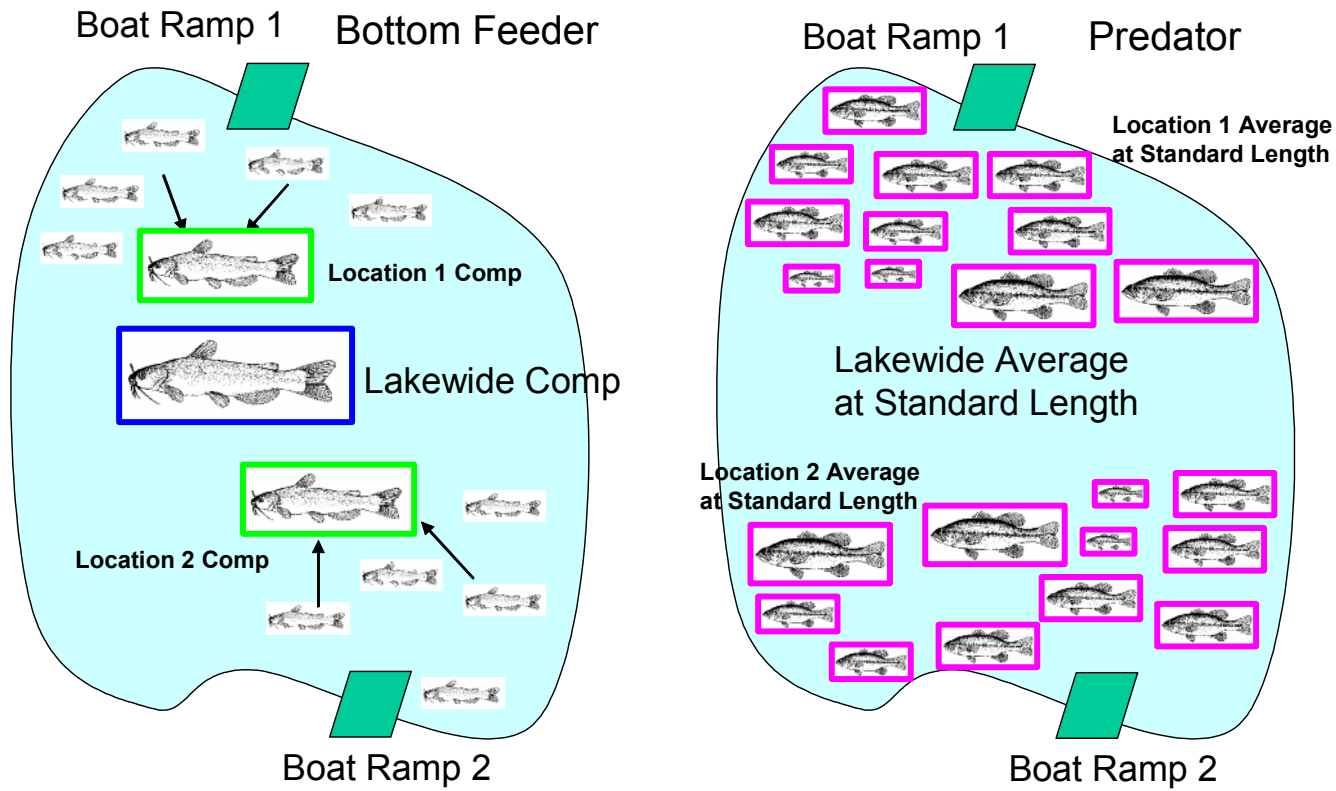 Boat Ramp 1
Bottom Feeder
Location 1 Comp
Lakewide Comp
Location 2 Comp
Boat Ramp 2
Boat Ramp 1
Predator
Location 1 Average
at Standard Length
Lakewide Average
at Standard Length
Location 2 Average
at Standard Length
Boat Ramp 2